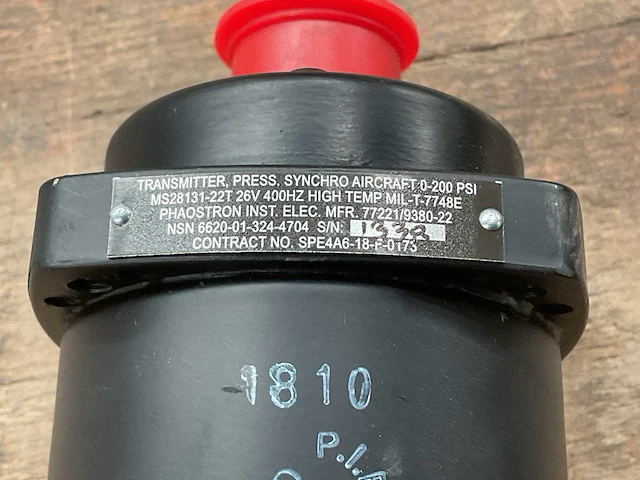 TRANSMITTER, PRESS. SYNCHRO AIRCRAFT 0-200 PSI
MS28131-22T 26V 400HZ HIGH TEMP MIL-T-7748E
PHAOSTRON INST. ELEC. MFR. 77221/9380-22
NSN 6620-01-324-4704 S/N: 1332
CONTRACT NO. SPE4A6-18-F-0173
1810
P.I.